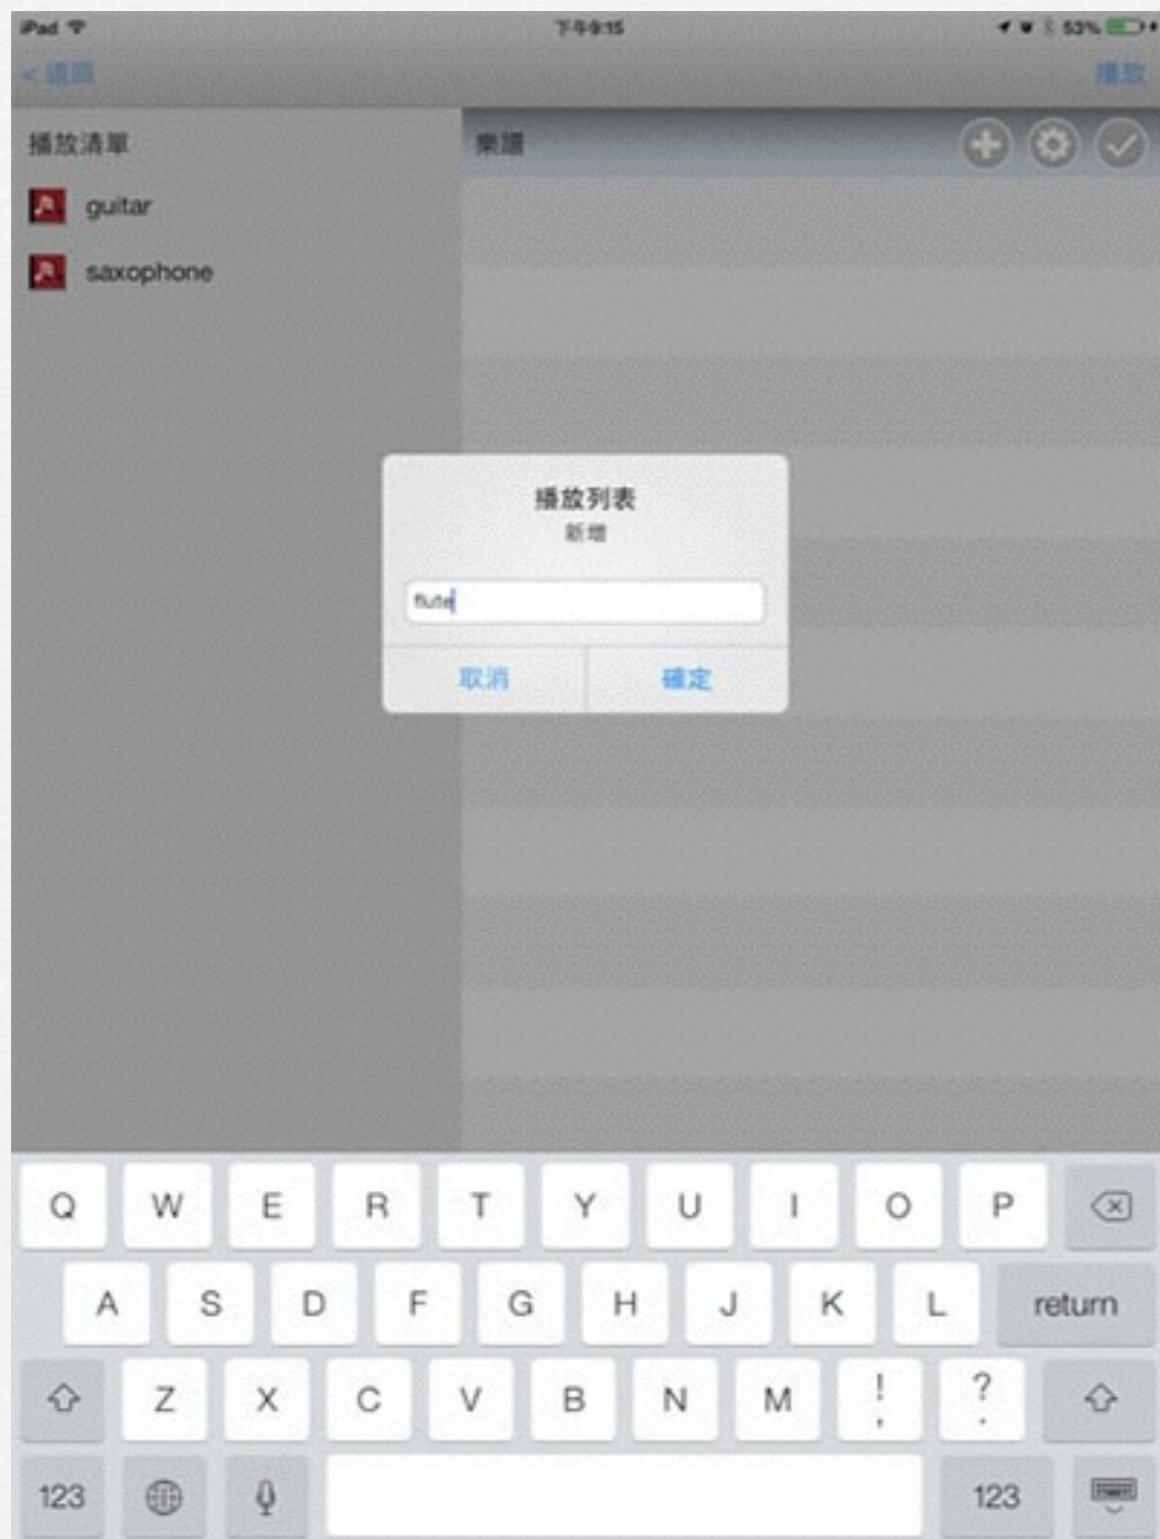 iPad
下午9:15
53%
< 返回
播放
播放清單
樂譜
guitar
saxophone
播放列表
新增
flute
取消
確定
Q W E R T Y U I O P
A S D F G H J K L return
Z X C V B N M ! , ? .
123
123